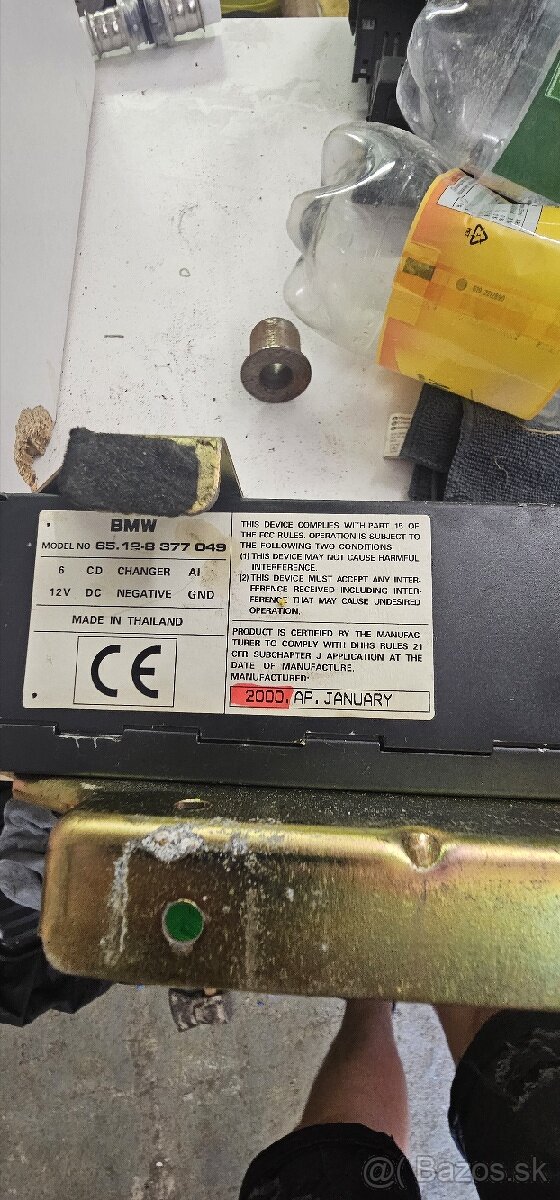 BMW
MODEL NO 65.12-8 377 049
6 CD CHANGER AI
12V DC NEGATIVE GND
MADE IN THAILAND
CE
THIS DEVICE COMPLIES WITH PART 15 OF
THE FCC RULES. OPERATION IS SUBJECT TO
THE FOLLOWING TWO CONDITIONS
(1) THIS DEVICE MAY NOT CAUSE HARMFUL
INTERFERENCE.
(2) THIS DEVICE MUST ACCEPT ANY INTER-
FERENCE RECEIVED INCLUDING INTER-
FERENCE THAT MAY CAUSE UNDESIRED
OPERATION.
PRODUCT IS CERTIFIED BY THE MANUFAC
TURER TO COMPLY WITH DHHS RULES 21
CFR SUBCHAPTER J APPLICATION AT THE
DATE OF MANUFACTURE.
MANUFACTURED:
2000. AP. JANUARY
@( Bazos.sk